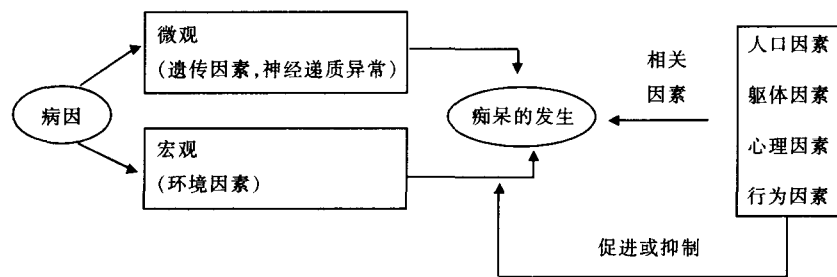 病因
微观
(遗传因素,神经递质异常)
宏观
(环境因素)
痴呆的发生
相关
因素
人口因素
躯体因素
心理因素
行为因素
促进或抑制